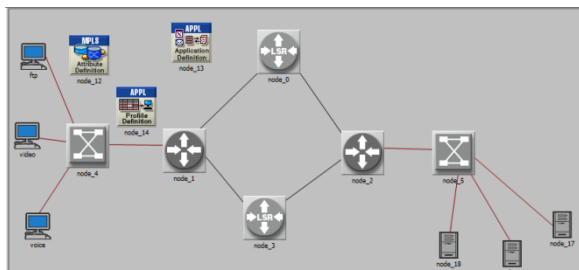 MPLS
Attribute
Definition
node_12
APPL
Application
Definition
node_13
LSR
node_0
ftp
APPL
Profile
Definition
node_14
video
node_4
node_1
node_2
node_5
voice
LSR
node_3
node_17
node_18